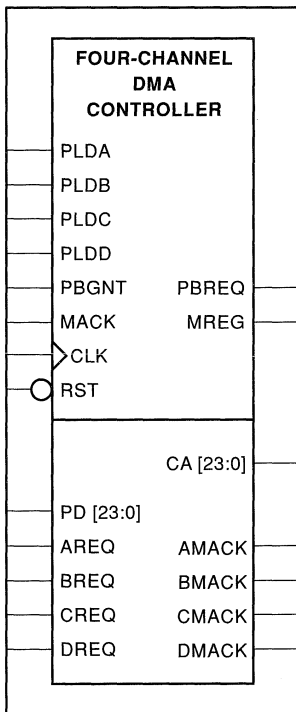 FOUR-CHANNEL
DMA
CONTROLLER
PLDA
PLDB
PLDC
PLDD
PBGNT PBREQ
MACK MREG
CLK
RST
CA [23:0]
PD [23:0]
AREQ AMACK
BREQ BMACK
CREQ CMACK
DREQ DMACK